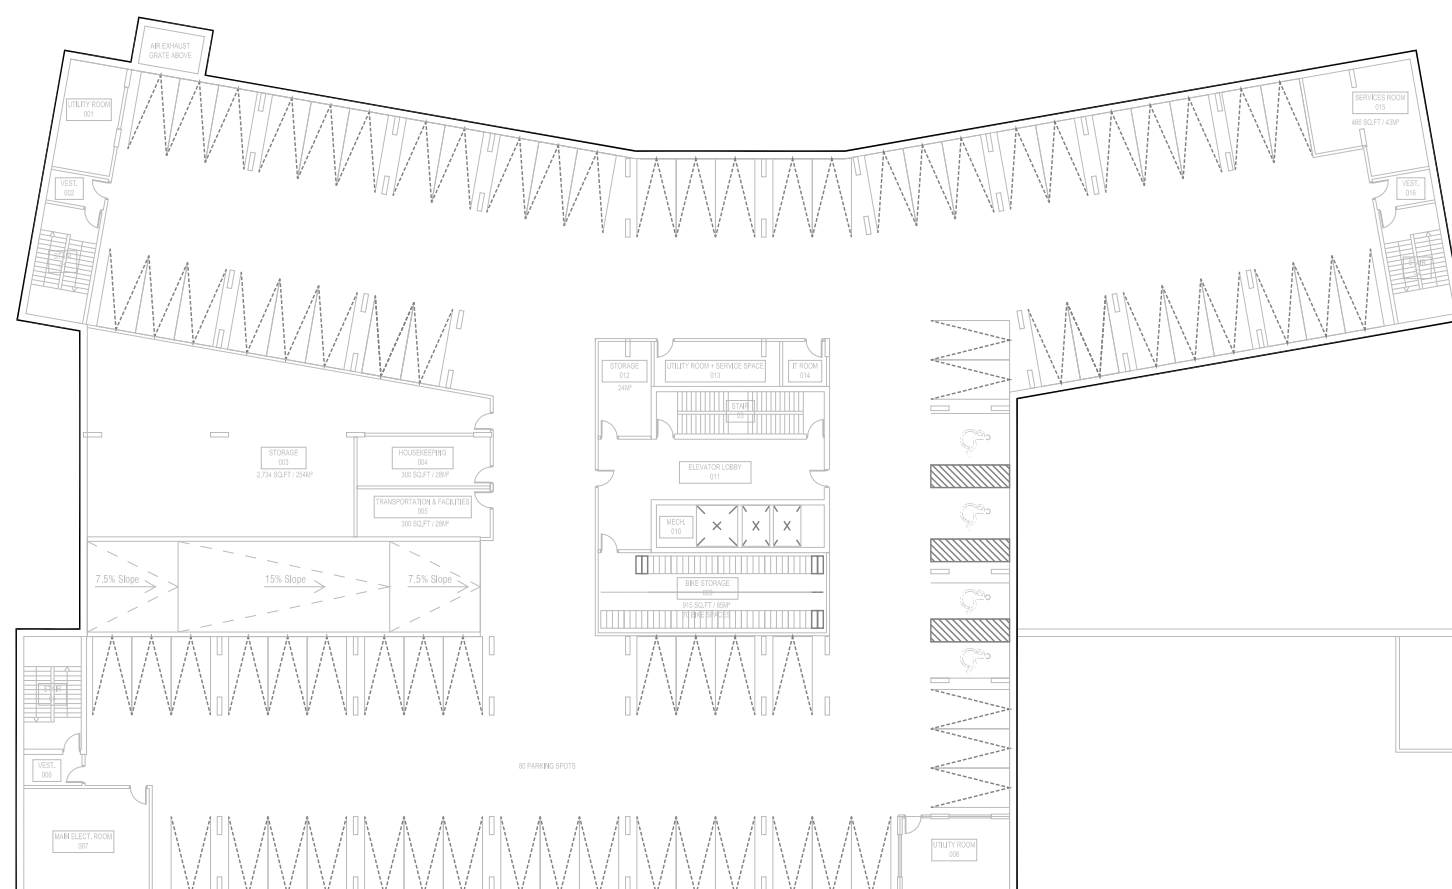 AIR EXHAUST
GRATE ABOVE
UTILITY ROOM
001
SERVICES ROOM
015
466 SQ.FT / 43M²
VEST.
002
VEST.
016
STORAGE
012
24M²
UTILITY ROOM + SERVICE SPACE
013
IT ROOM
014
STAIR
STORAGE
003
2,734 SQ.FT / 254M²
HOUSEKEEPING
004
300 SQ.FT / 28M²
ELEVATOR LOBBY
011
TRANSPORTATION & FACILITIES
005
300 SQ.FT / 28M²
MECH.
010
7.5% Slope
15% Slope
7.5% Slope
BIKE STORAGE
915 SQ.FT / 85M²
70 BIKE SPACES
STAIR
VEST.
80 PARKING SPOTS
MAIN ELECT. ROOM
007
UTILITY ROOM